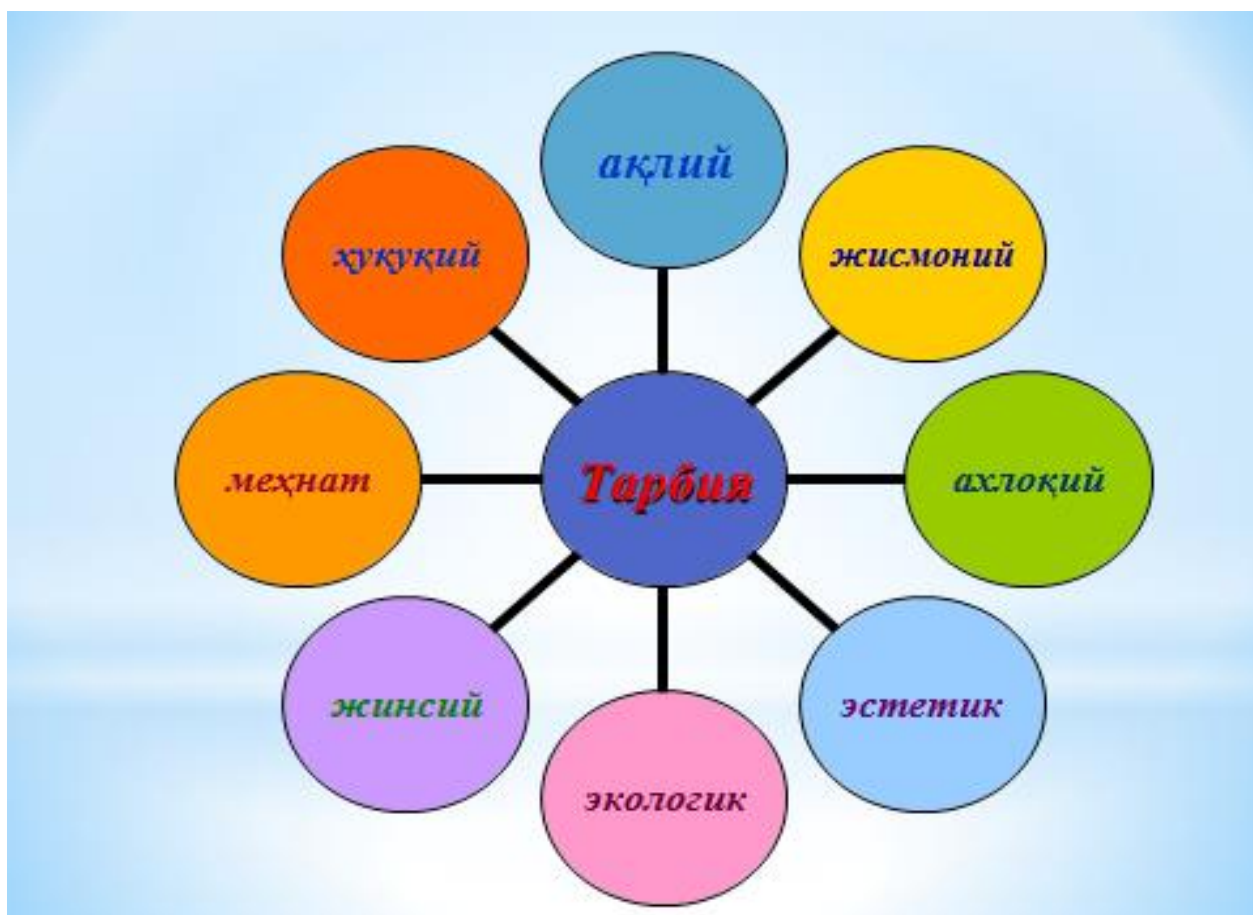 ақлий
ҳуқуқий
жисмоний
меҳнат
Тарбия
ахлоқий
жинсий
эстетик
экологик